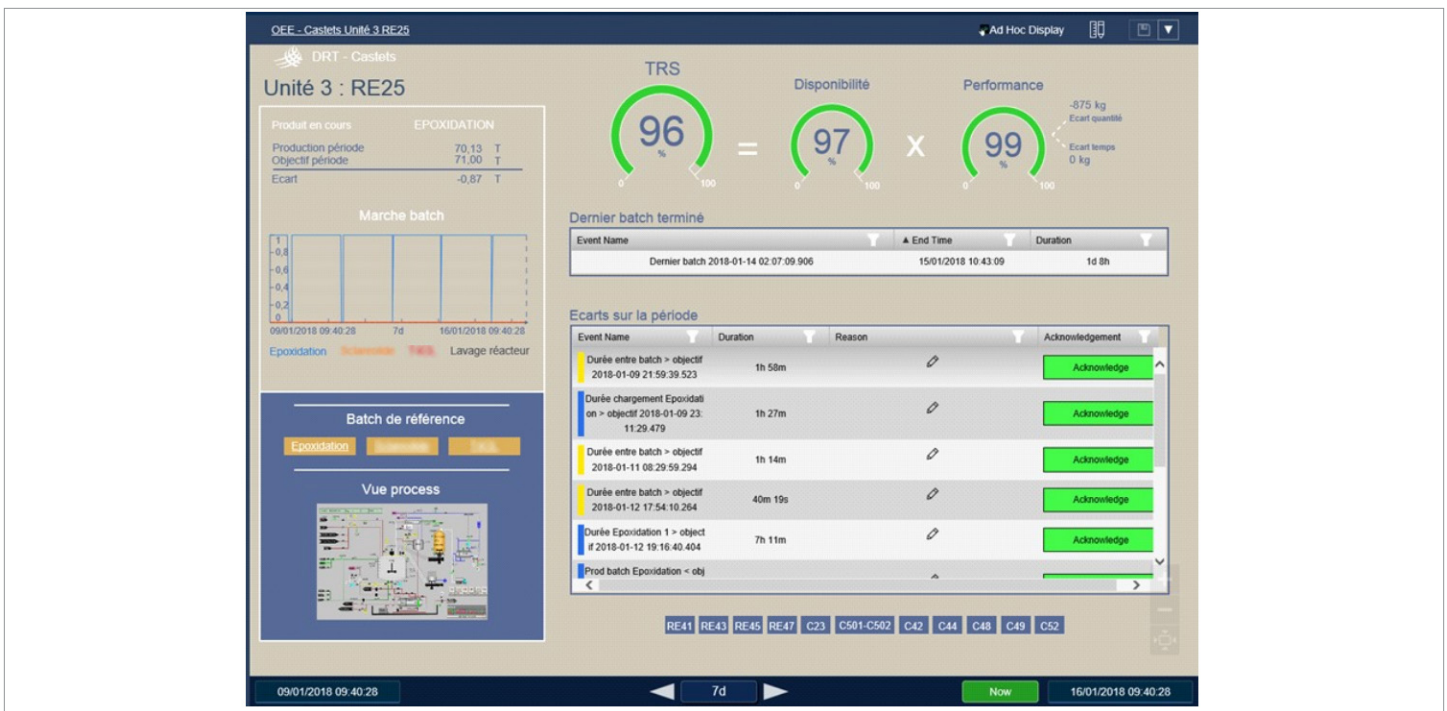 OEE - Castets Unité 3 RE25
Ad Hoc Display
DRT - Castets
Unité 3 : RE25
Produit en cours EPOXIDATION
Production période 70,13 T
Objectif période 71,00 T
Ecart -0,87 T
Marche batch
1
0,8
0,6
0,4
0,2
0
09/01/2018 09:40:28 7d 16/01/2018 09:40:28
Epoxidation Lavage réacteur
Batch de référence
Epoxidation
Vue process
TRS
96
%
0 100
=
Disponibilité
97
%
0 100
X
Performance
99
%
0 100
-875 kg
Ecart quantité
Ecart temps
0 kg
Dernier batch terminé
Event Name ▲ End Time Duration
Dernier batch 2018-01-14 02:07:09.906 15/01/2018 10:43:09 1d 8h
Ecarts sur la période
Event Name Duration Reason Acknowledgement
Durée entre batch > objectif
2018-01-09 21:59:39.523 1h 58m Acknowledge
Durée chargement Epoxidati
on > objectif 2018-01-09 23: 1h 27m Acknowledge
11:29.479
Durée entre batch > objectif
2018-01-11 08:29:59.294 1h 14m Acknowledge
Durée entre batch > objectif
2018-01-12 17:54:10.264 40m 19s Acknowledge
Durée Epoxidation 1 > object
if 2018-01-12 19:16:40.404 7h 11m Acknowledge
Prod batch Epoxidation < obj
RE41 RE43 RE45 RE47 C23 C501-C502 C42 C44 C48 C49 C52
09/01/2018 09:40:28 7d Now 16/01/2018 09:40:28